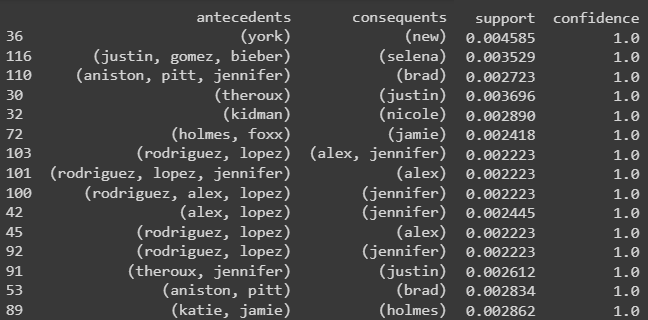 antecedents consequents support confidence
36 (york) (new) 0.004585 1.0
116 (justin, gomez, bieber) (selena) 0.003529 1.0
110 (aniston, pitt, jennifer) (brad) 0.002723 1.0
30 (theroux) (justin) 0.003696 1.0
32 (kidman) (nicole) 0.002890 1.0
72 (holmes, foxx) (jamie) 0.002418 1.0
103 (rodriguez, lopez) (alex, jennifer) 0.002223 1.0
101 (rodriguez, lopez, jennifer) (alex) 0.002223 1.0
100 (rodriguez, alex, lopez) (jennifer) 0.002223 1.0
42 (alex, lopez) (jennifer) 0.002445 1.0
45 (rodriguez, lopez) (alex) 0.002223 1.0
92 (rodriguez, lopez) (jennifer) 0.002223 1.0
91 (theroux, jennifer) (justin) 0.002612 1.0
53 (aniston, pitt) (brad) 0.002834 1.0
89 (katie, jamie) (holmes) 0.002862 1.0